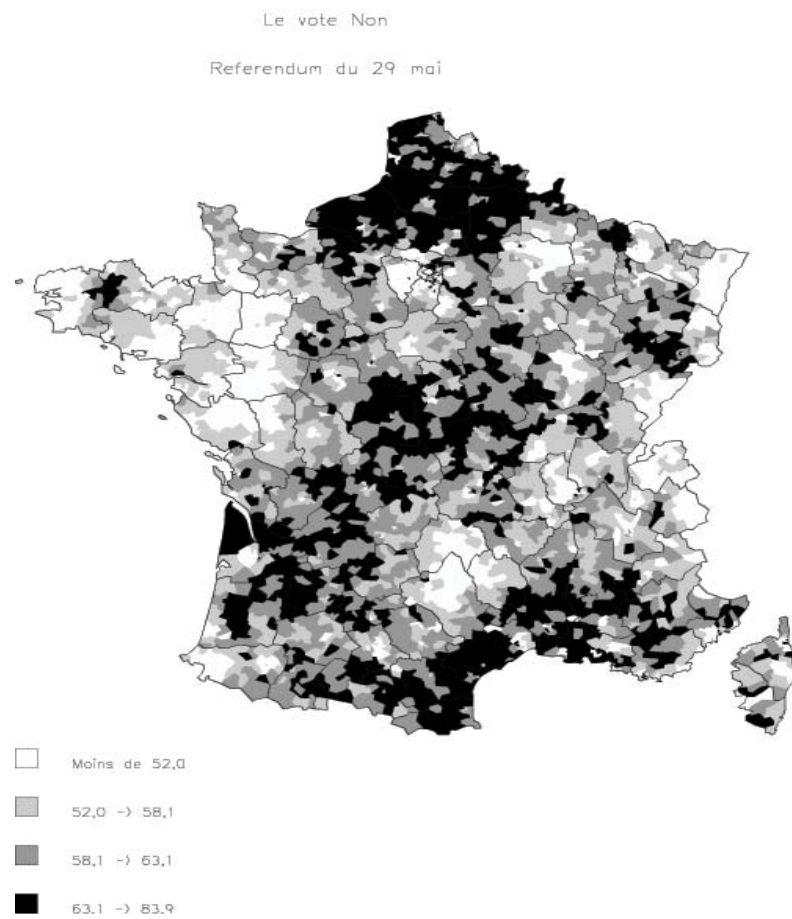 Le vote Non
Referendum du 29 mai
Moins de 52,0
52,0 -> 58,1
58,1 -> 63,1
63,1 -> 83,9